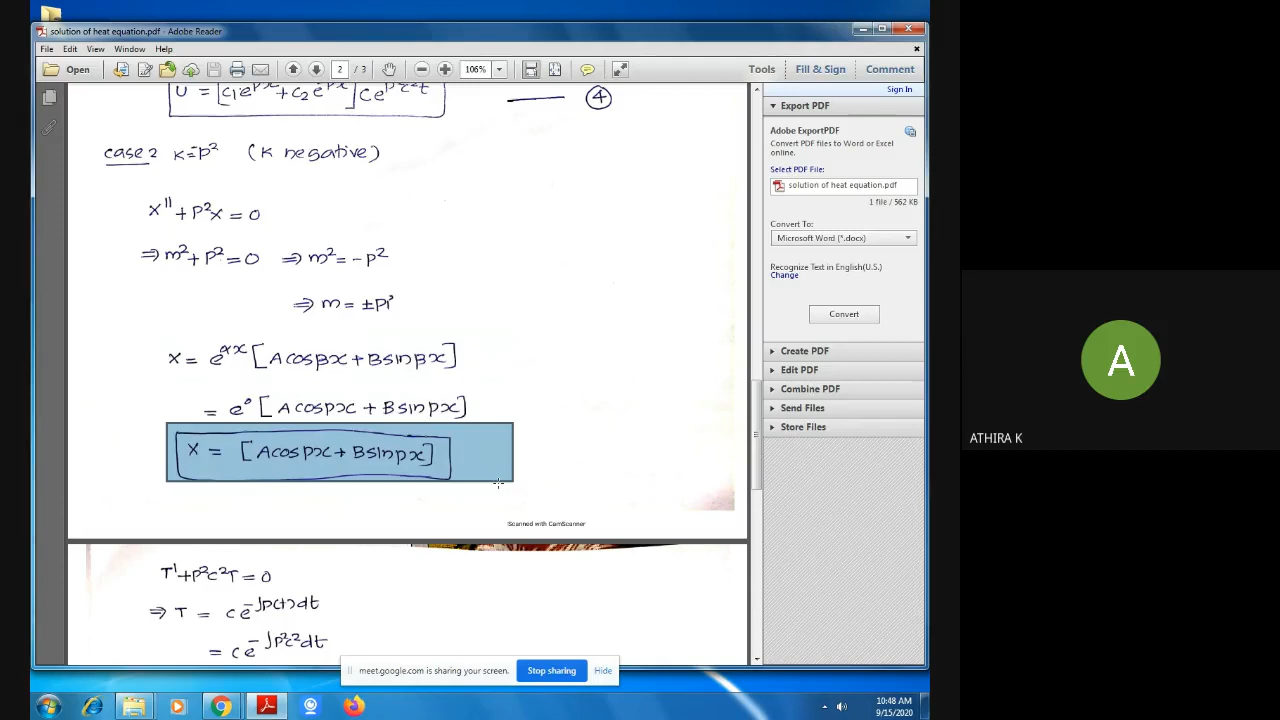 solution of heat equation.pdf - Adobe Reader
File Edit View Window Help
Open 2 / 3 106% Tools Fill & Sign Comment
Sign In
U = [c₁e^px + c₂e^-px] ce^p²c²t ④
case 2 K=-p² (K negative)
x'' + p²x = 0
⇒ m² + p² = 0 ⇒ m² = -p²
⇒ m = ±pi
x = e^αx [Acosβx + Bsinβx]
= e⁰ [Acospx + Bsinpx]
x = [Acospx + Bsinpx]
Scanned with CamScanner
T' + p²c²T = 0
⇒ T = ce^-∫p(t)dt
= ce^-∫p²c²dt
Export PDF
Adobe ExportPDF
Convert PDF files to Word or Excel
online.
Select PDF File:
solution of heat equation.pdf
1 file / 562 KB
Convert To:
Microsoft Word (*.docx)
Recognize Text in English(U.S.)
Change
Convert
Create PDF
Edit PDF
Combine PDF
Send Files
Store Files
A
ATHIRA K
meet.google.com is sharing your screen. Stop sharing Hide
10:48 AM
9/15/2020